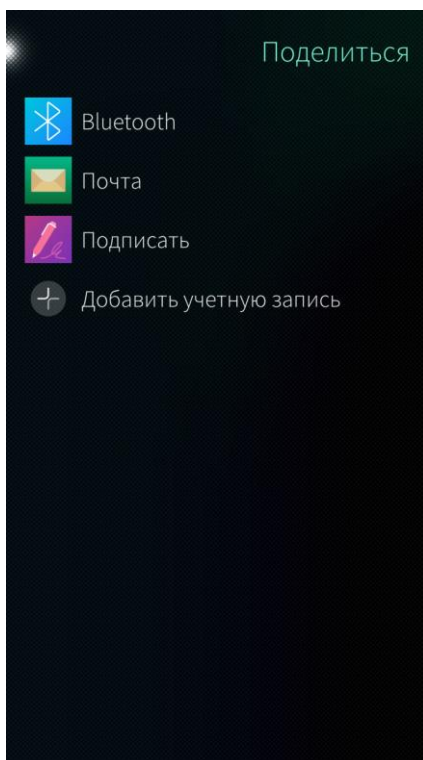 Поделиться
Bluetooth
Почта
Подписать
Добавить учетную запись